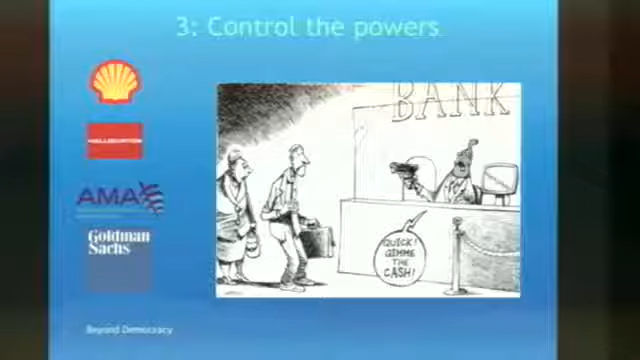 3: Control the powers
HALLIBURTON
AMA
Goldman
Sachs
BANK
QUICK!
GIMME
THE
CASH!
Beyond Democracy